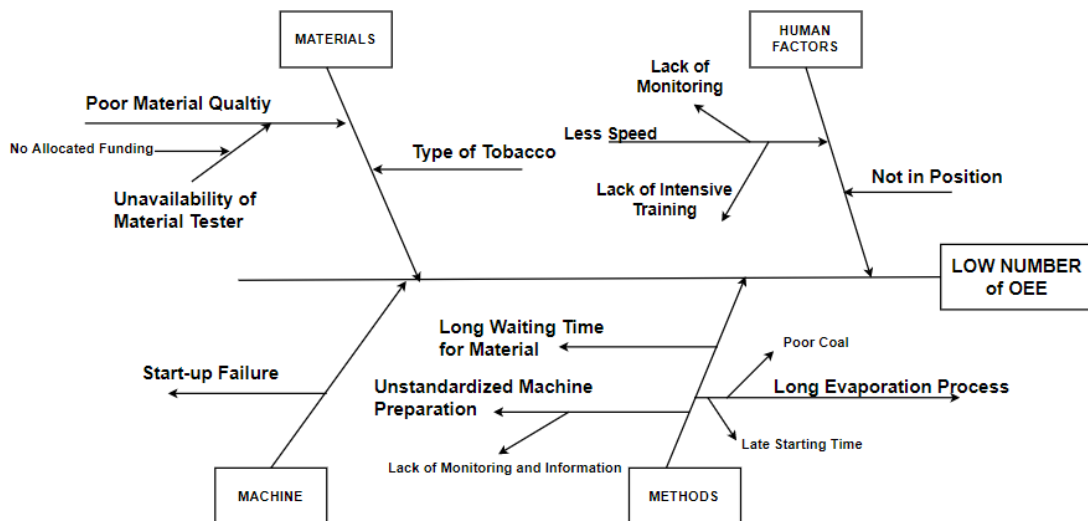 MATERIALS
HUMAN
FACTORS
Lack of
Monitoring
Poor Material Qualtiy
Less Speed
No Allocated Funding
Type of Tobacco
Not in Position
Lack of Intensive
Training
Unavailability of
Material Tester
LOW NUMBER
of OEE
Long Waiting Time
for Material
Poor Coal
Start-up Failure
Unstandardized Machine
Preparation
Long Evaporation Process
Late Starting Time
Lack of Monitoring and Information
MACHINE
METHODS